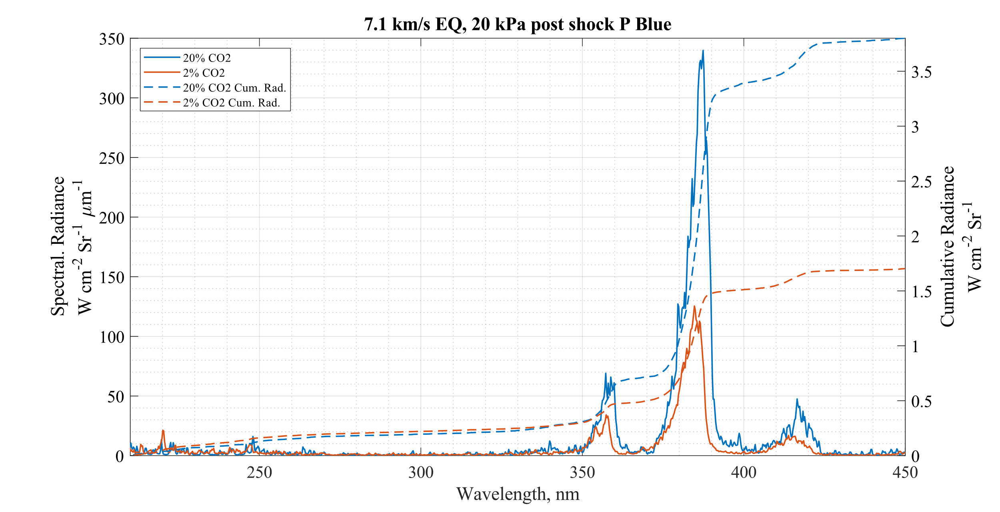 7.1 km/s EQ, 20 kPa post shock P Blue
20% CO2
2% CO2
20% CO2 Cum. Rad.
2% CO2 Cum. Rad.
350
300
250
200
150
100
50
0
Spectral. Radiance
W cm-2 Sr-1 μm-1
3.5
3
2.5
2
1.5
1
0.5
0
Cumulative Radiance
W cm-2 Sr-1
250
300
350
400
450
Wavelength, nm